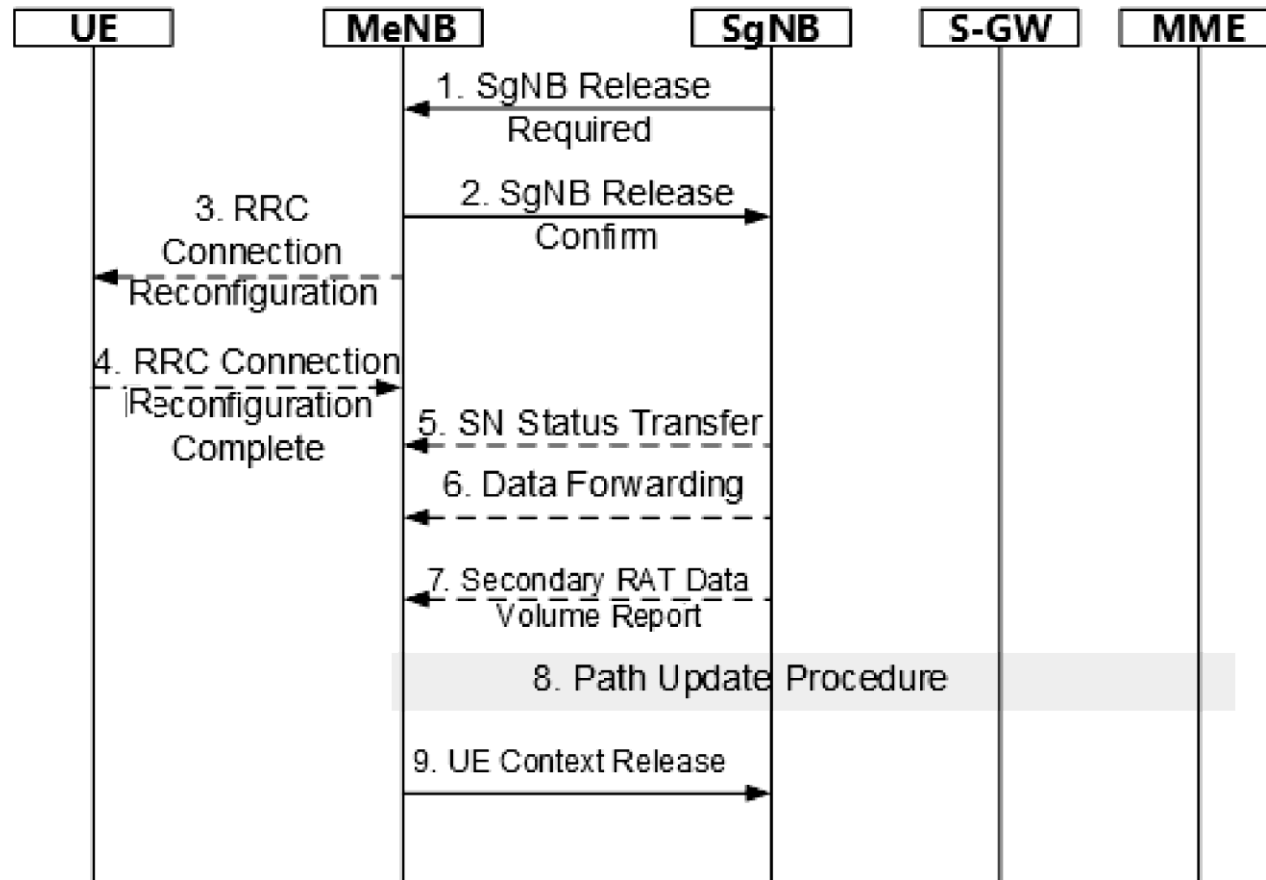 UE
MeNB
SgNB
S-GW
MME
1. SgNB Release
Required
2. SgNB Release
Confirm
3. RRC
Connection
Reconfiguration
4. RRC Connection
Reconfiguration
Complete
5. SN Status Transfer
6. Data Forwarding
7. Secondary RAT Data
Volume Report
8. Path Update Procedure
9. UE Context Release